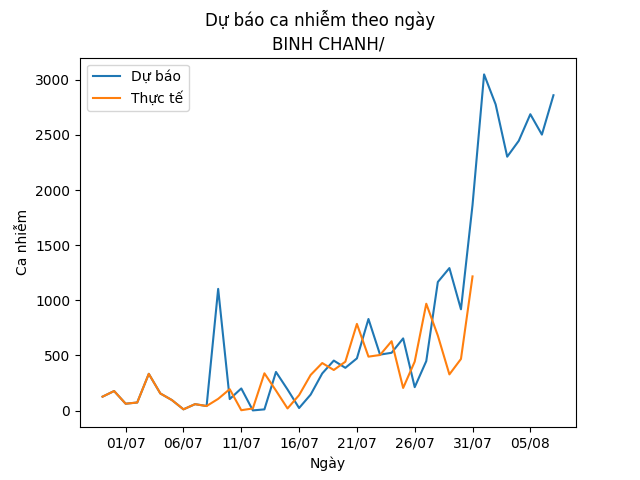 Dự báo ca nhiễm theo ngày
BINH CHANH/
Dự báo
Thực tế
Ca nhiễm
3000
2500
2000
1500
1000
500
0
01/07 06/07 11/07 16/07 21/07 26/07 31/07 05/08
Ngày